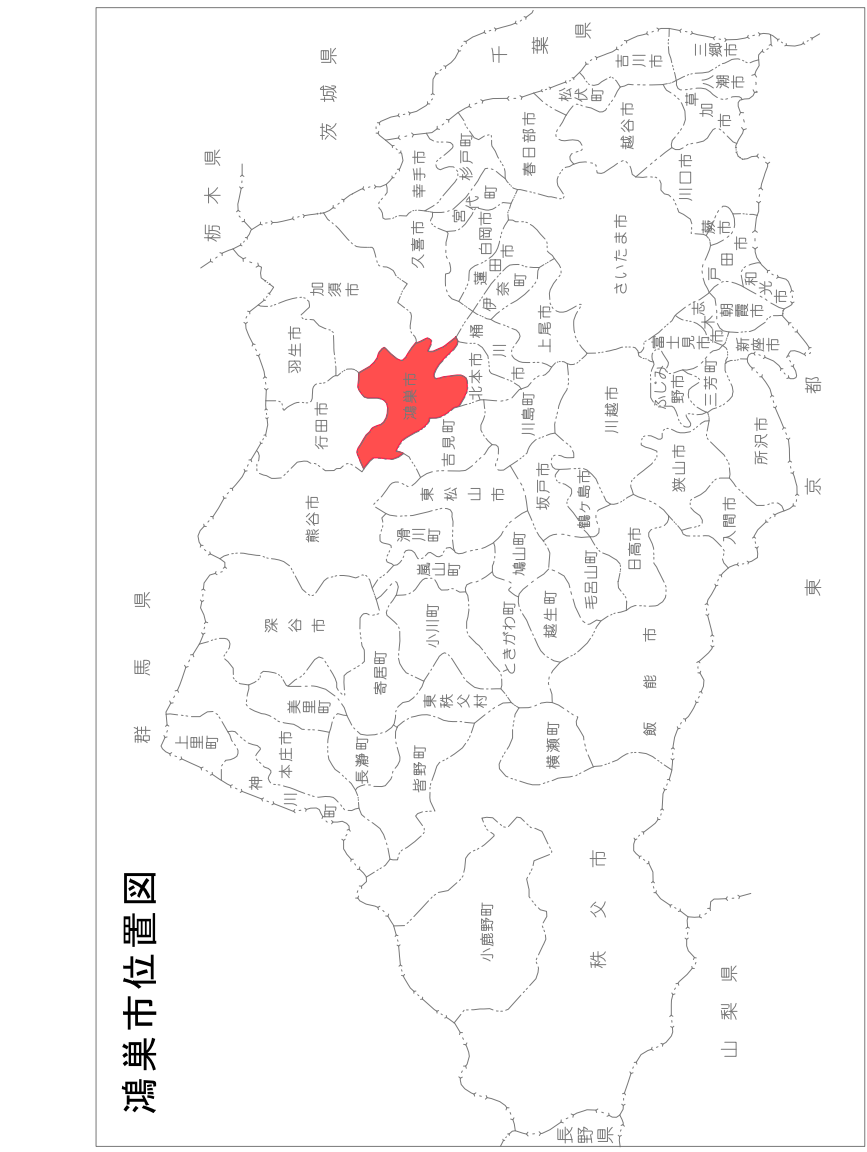 鴻巣市位置図
群馬県
栃木県
茨城県
千葉県
東京都
山梨県
長野県
上里町
神川町
本庄市
美里町
深谷市
熊谷市
行田市
羽生市
加須市
長瀞町
寄居町
皆野町
東秩父村
小川町
嵐山町
滑川町
東松山市
吉見町
鴻巣市
北本市
桶川市
久喜市
幸手市
杉戸町
宮代町
白岡市
蓮田市
伊奈町
上尾市
春日部市
松伏町
吉川市
三郷市
八潮市
草加市
越谷市
川口市
さいたま市
蕨市
戸田市
和光市
朝霞市
志木市
新座市
富士見市
ふじみ野市
三芳町
川越市
川島町
坂戸市
鶴ヶ島市
鳩山町
ときがわ町
越生町
毛呂山町
日高市
狭山市
所沢市
入間市
飯能市
横瀬町
小鹿野町
秩父市